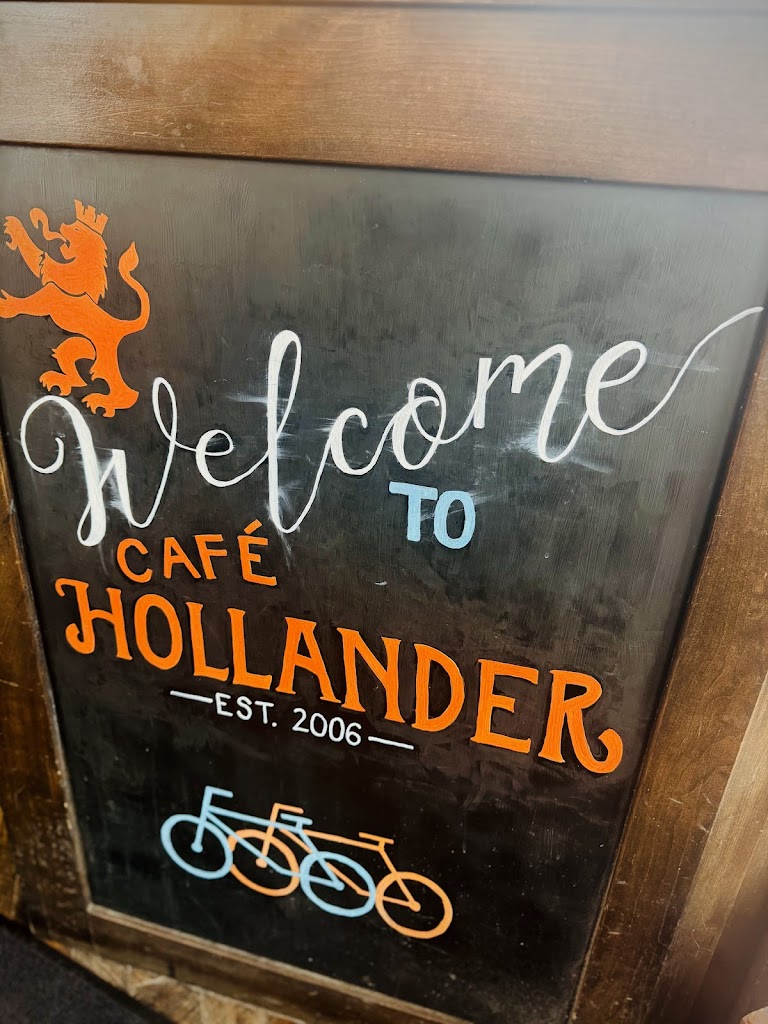 Welcome
TO
CAFÉ
HOLLANDER
—EST. 2006—